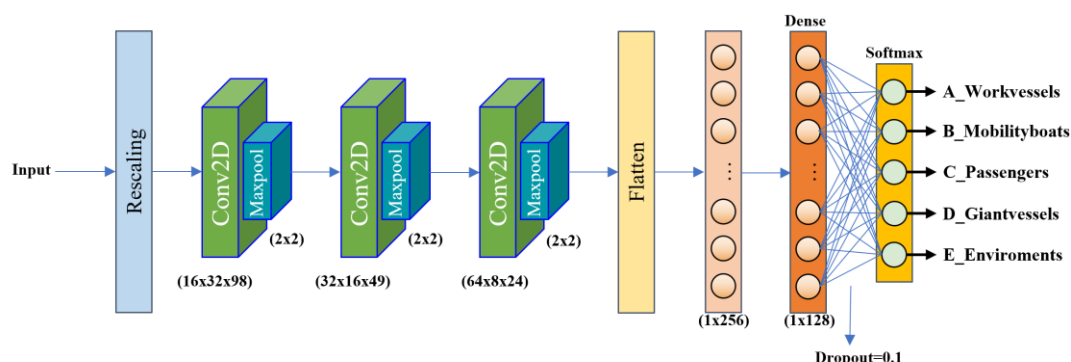 Input
Rescaling
Conv2D
Maxpool
(2x2)
(16x32x98)
Conv2D
Maxpool
(2x2)
(32x16x49)
Conv2D
Maxpool
(2x2)
(64x8x24)
Flatten
(1x256)
Dense
(1x128)
Dropout=0.1
Softmax
A_Workvessels
B_Mobilityboats
C_Passengers
D_Giantvessels
E_Enviroments